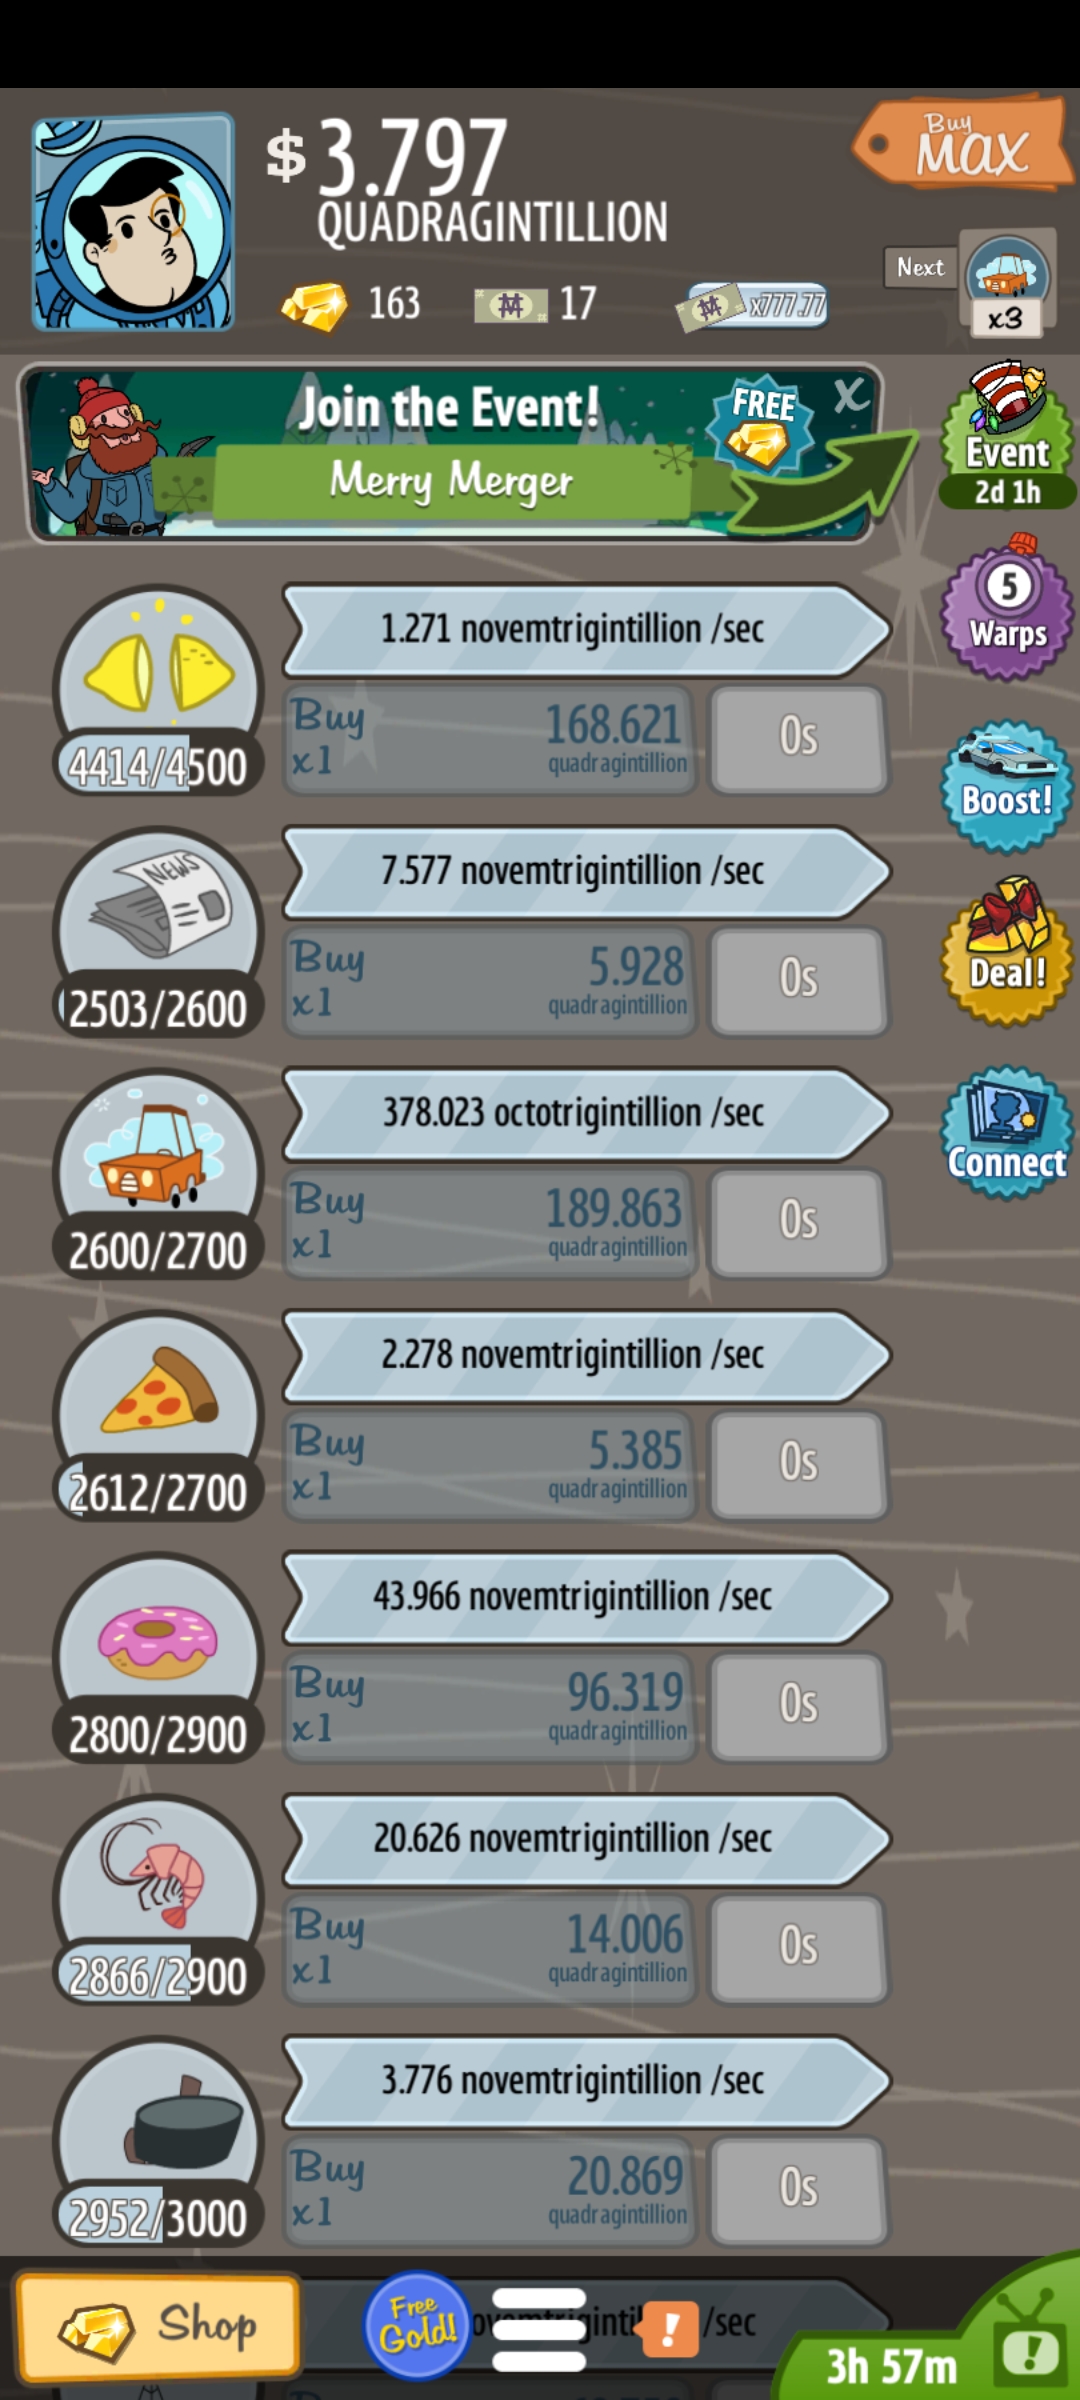 $ 3.797
QUADRAGINTILLION
Buy
MAX
163
17
x777.77
Next
x3
Join the Event!
Merry Merger
FREE
X
Event
2d 1h
1.271 novemtrigintillion /sec
Buy
x1
168.621
quadragintillion
0s
4414/4500
5
Warps
7.577 novemtrigintillion /sec
NEWS
Buy
x1
5.928
quadragintillion
0s
2503/2600
Boost!
Deal!
378.023 octotrigintillion /sec
Buy
x1
189.863
quadragintillion
0s
2600/2700
Connect
2.278 novemtrigintillion /sec
Buy
x1
5.385
quadragintillion
0s
2612/2700
43.966 novemtrigintillion /sec
Buy
x1
96.319
quadragintillion
0s
2800/2900
20.626 novemtrigintillion /sec
Buy
x1
14.006
quadragintillion
0s
2866/2900
3.776 novemtrigintillion /sec
Buy
x1
20.869
quadragintillion
0s
2952/3000
Shop
Free
Gold!
!
/sec
3h 57m
!